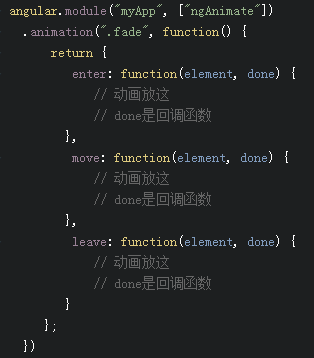 angular.module("myApp", ["ngAnimate"])
.animation(".fade", function() {
return {
enter: function(element, done) {
// 动画放这
// done是回调函数
},
move: function(element, done) {
// 动画放这
// done是回调函数
},
leave: function(element, done) {
// 动画放这
// done是回调函数
}
};
})